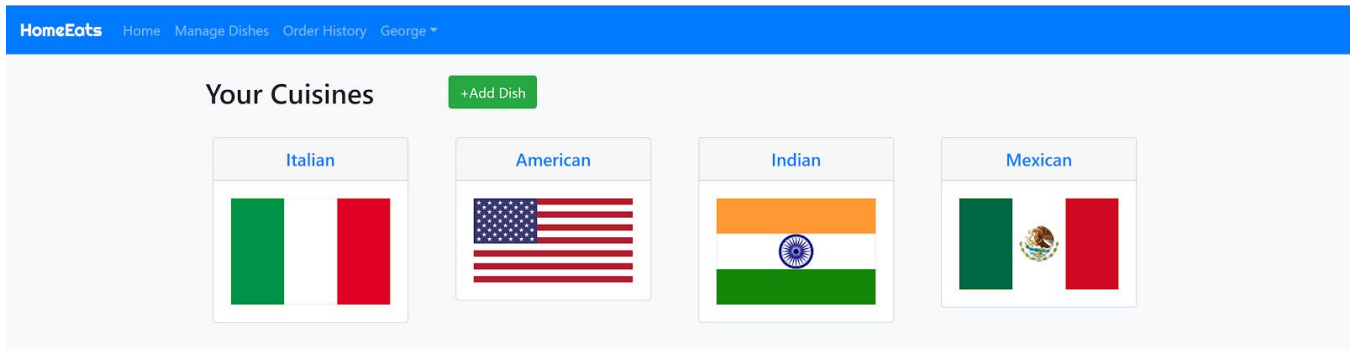 HomeEats Home Manage Dishes Order History George
Your Cuisines +Add Dish
Italian American Indian Mexican